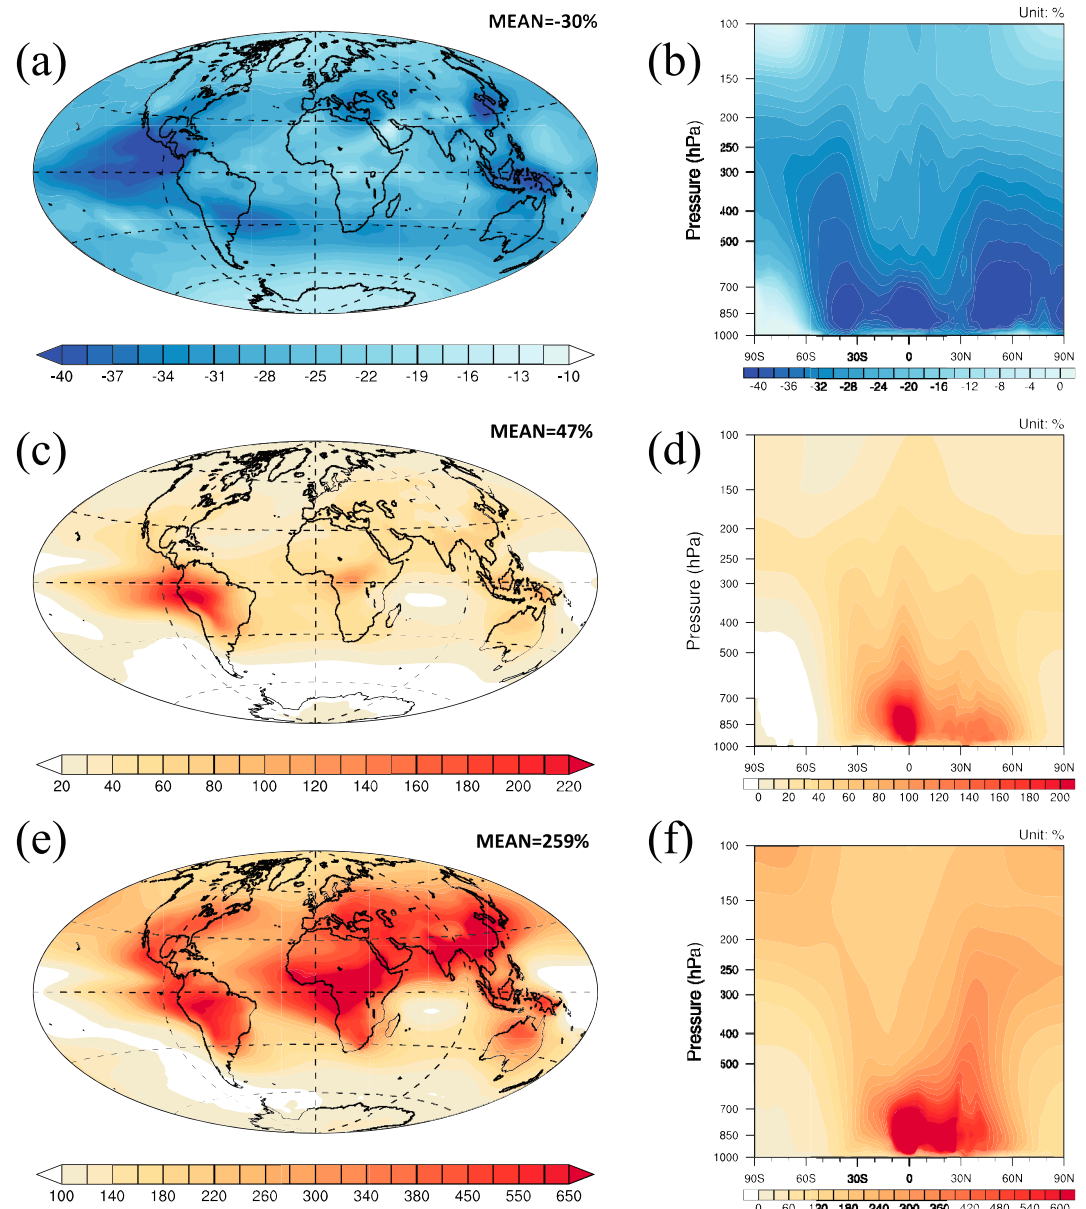 MEAN=-30%
(a)
-40 -37 -34 -31 -28 -25 -22 -19 -16 -13 -10
Unit: %
(b)
Pressure (hPa)
100
150
200
250
300
400
500
700
850
1000
90S 60S 30S 0 30N 60N 90N
-40 -36 -32 -28 -24 -20 -16 -12 -8 -4 0
MEAN=47%
(c)
20 40 60 80 100 120 140 160 180 200 220
Unit: %
(d)
Pressure (hPa)
100
150
200
300
400
500
700
850
1000
90S 60S 30S 0 30N 60N 90N
0 20 40 60 80 100 120 140 160 180 200
MEAN=259%
(e)
100 140 180 220 260 300 340 380 450 550 650
Unit: %
(f)
Pressure (hPa)
100
150
200
250
300
400
500
700
850
1000
90S 60S 30S 0 30N 60N 90N
0 60 120 180 240 300 360 420 480 540 600